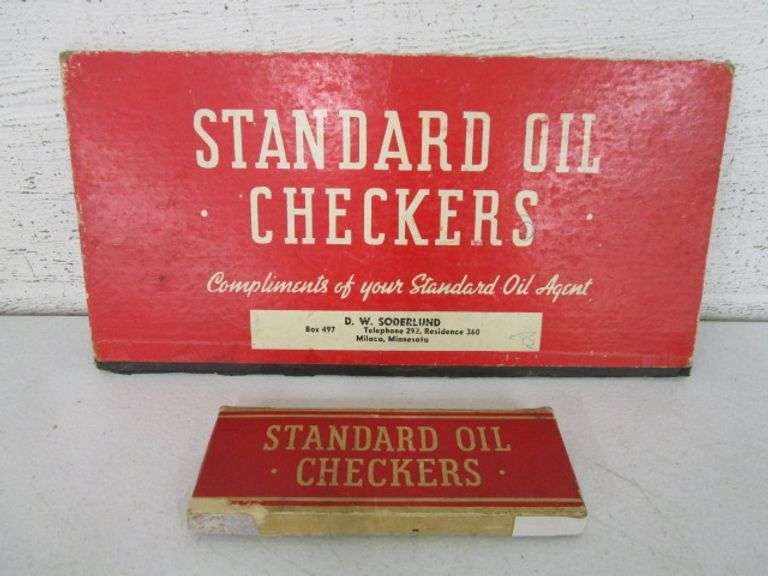 STANDARD OIL
· CHECKERS ·
Compliments of your Standard Oil Agent
D. W. SODERLUND
Box 497 Telephone 292, Residence 360
Milaca, Minnesota
STANDARD OIL
· CHECKERS ·